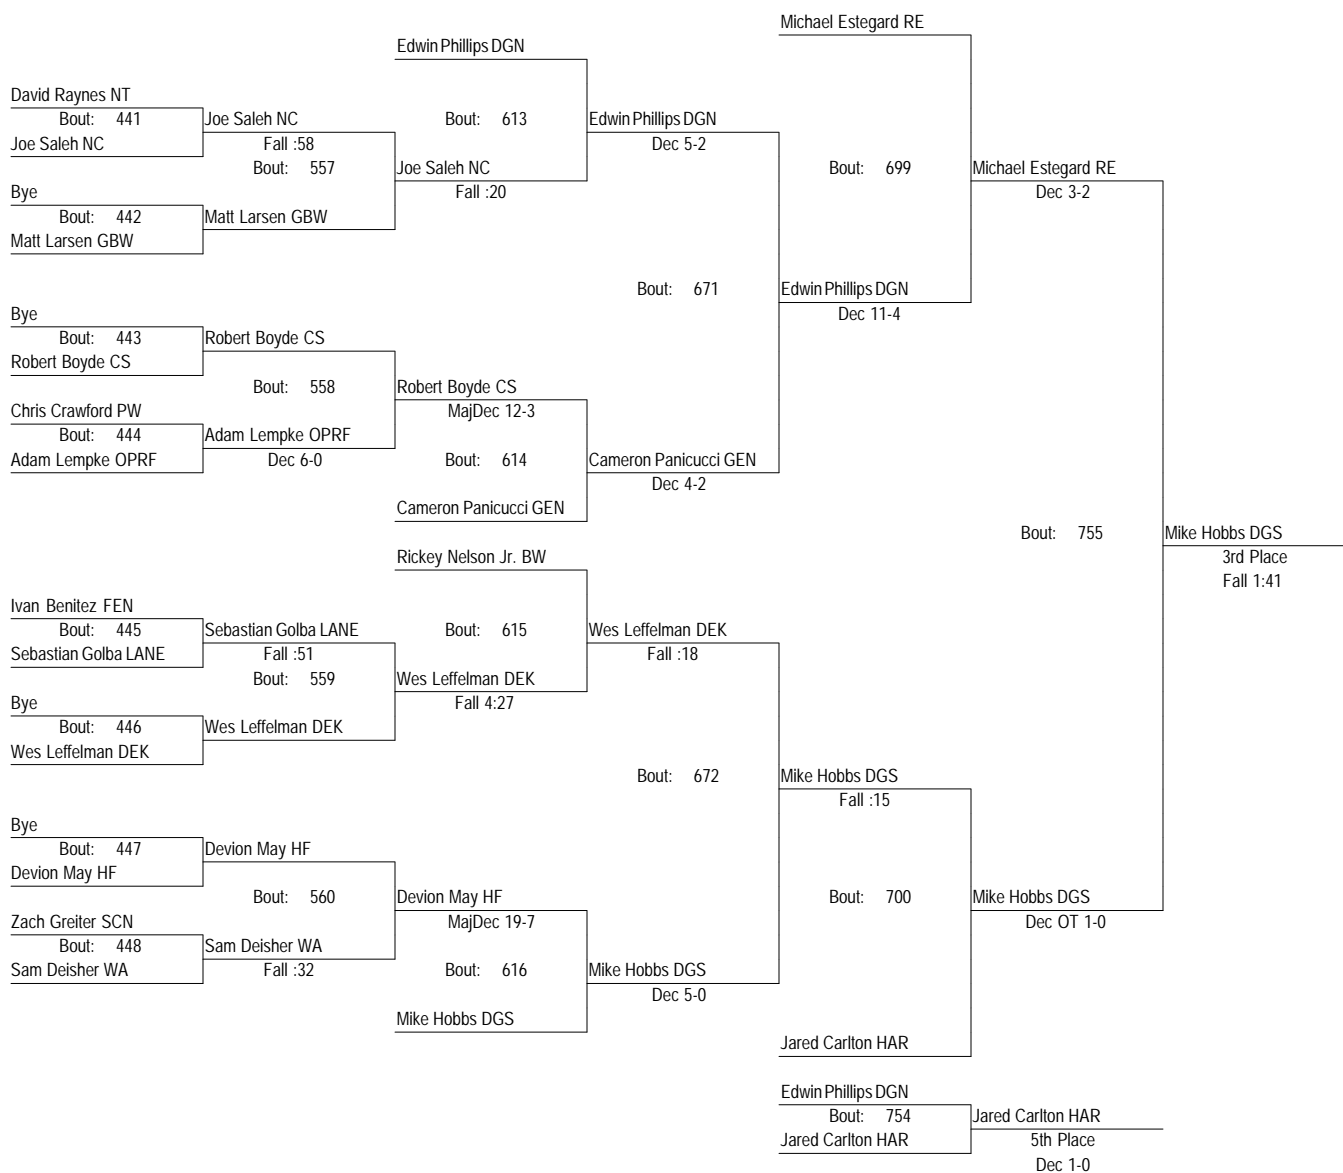 Michael Estegard RE
Edwin Phillips DGN
David Raynes NT
Bout: 441
Joe Saleh NC
Joe Saleh NC
Fall :58
Bout: 557
Bye
Bout: 442
Matt Larsen GBW
Matt Larsen GBW
Bout: 613
Joe Saleh NC
Fall :20
Edwin Phillips DGN
Dec 5-2
Bout: 699
Michael Estegard RE
Dec 3-2
Bout: 671
Edwin Phillips DGN
Dec 11-4
Bye
Bout: 443
Robert Boyde CS
Robert Boyde CS
Bout: 558
Chris Crawford PW
Bout: 444
Adam Lempke OPRF
Adam Lempke OPRF
Dec 6-0
Robert Boyde CS
MajDec 12-3
Bout: 614
Cameron Panicucci GEN
Cameron Panicucci GEN
Dec 4-2
Bout: 755
Mike Hobbs DGS
3rd Place
Fall 1:41
Rickey Nelson Jr. BW
Ivan Benitez FEN
Bout: 445
Sebastian Golba LANE
Sebastian Golba LANE
Fall :51
Bout: 559
Bye
Bout: 446
Wes Leffelman DEK
Wes Leffelman DEK
Bout: 615
Wes Leffelman DEK
Fall 4:27
Wes Leffelman DEK
Fall :18
Bout: 672
Mike Hobbs DGS
Fall :15
Bye
Bout: 447
Devion May HF
Devion May HF
Bout: 560
Zach Greiter SCN
Bout: 448
Sam Deisher WA
Sam Deisher WA
Fall :32
Devion May HF
MajDec 19-7
Bout: 616
Mike Hobbs DGS
Mike Hobbs DGS
Dec 5-0
Bout: 700
Mike Hobbs DGS
Dec OT 1-0
Jared Carlton HAR
Edwin Phillips DGN
Bout: 754
Jared Carlton HAR
Jared Carlton HAR
5th Place
Dec 1-0